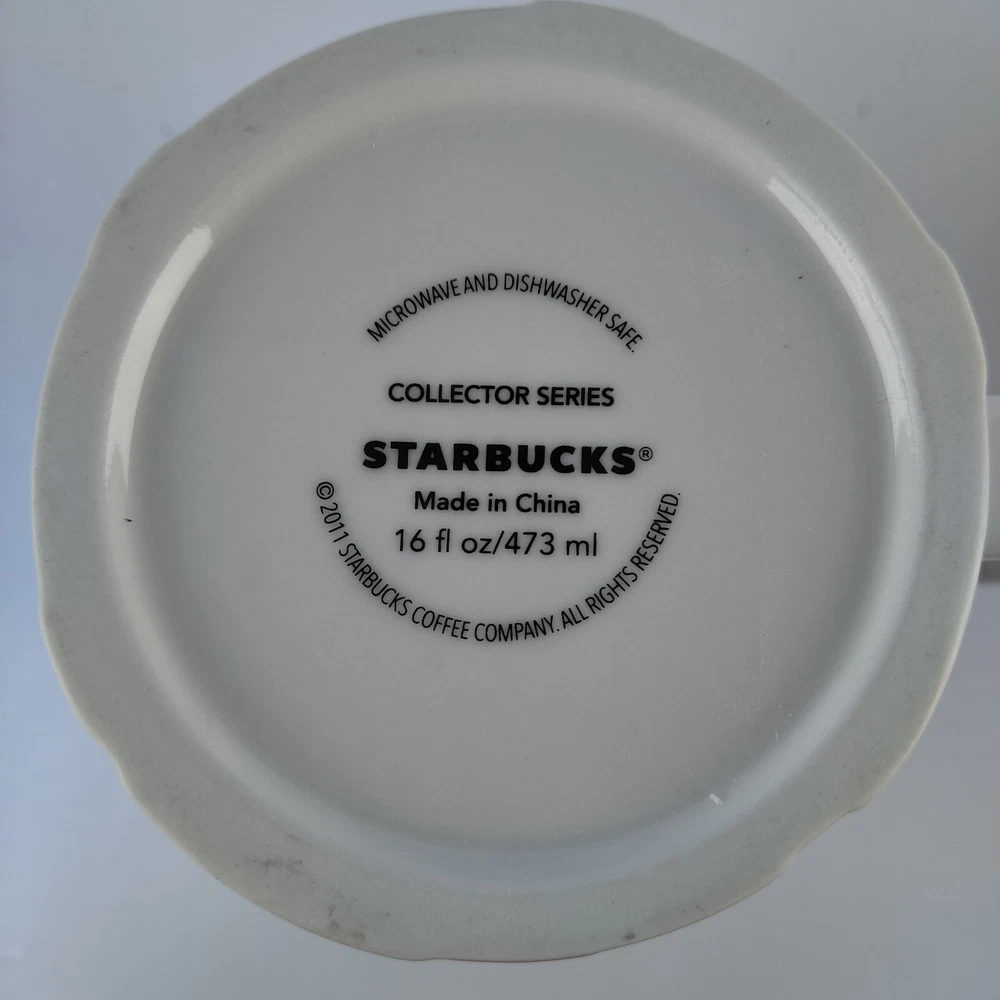 MICROWAVE AND DISHWASHER SAFE.
COLLECTOR SERIES
STARBUCKS®
Made in China
16 fl oz/473 ml
© 2011 STARBUCKS COFFEE COMPANY. ALL RIGHTS RESERVED.